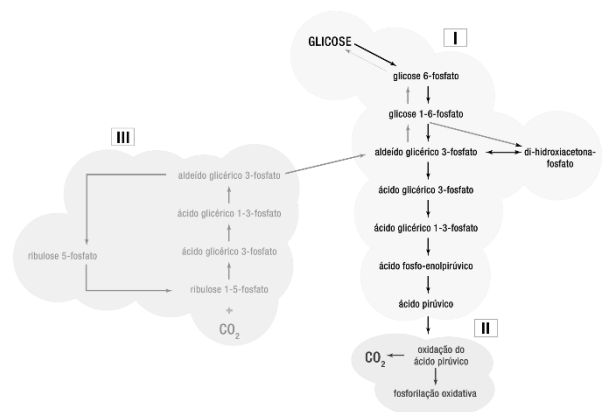 GLICOSE
I
glicose 6-fosfato
glicose 1-6-fosfato
aldeído glicérico 3-fosfato
di-hidroxiacetona-
fosfato
ácido glicérico 3-fosfato
ácido glicérico 1-3-fosfato
ácido fosfo-enolpirúvico
ácido pirúvico
II
CO2
oxidação do
ácido pirúvico
fosforilação oxidativa
III
aldeído glicérico 3-fosfato
ácido glicérico 1-3-fosfato
ácido glicérico 3-fosfato
ribulose 5-fosfato
ribulose 1-5-fosfato
+
CO2